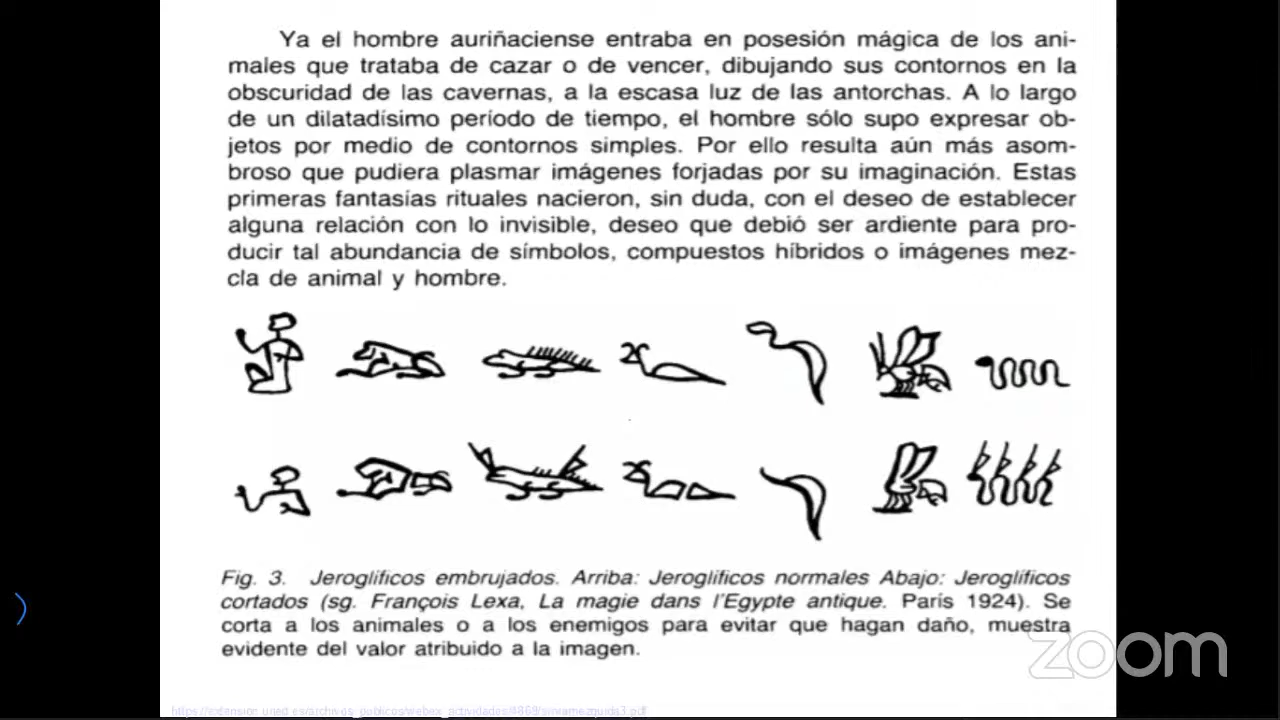 Ya el hombre auriñaciense entraba en posesión mágica de los ani-
males que trataba de cazar o de vencer, dibujando sus contornos en la
obscuridad de las cavernas, a la escasa luz de las antorchas. A lo largo
de un dilatadísimo período de tiempo, el hombre sólo supo expresar ob-
jetos por medio de contornos simples. Por ello resulta aún más asom-
broso que pudiera plasmar imágenes forjadas por su imaginación. Estas
primeras fantasías rituales nacieron, sin duda, con el deseo de establecer
alguna relación con lo invisible, deseo que debió ser ardiente para pro-
ducir tal abundancia de símbolos, compuestos híbridos o imágenes mez-
cla de animal y hombre.
Fig. 3. Jeroglíficos embrujados. Arriba: Jeroglíficos normales Abajo: Jeroglíficos
cortados (sg. François Lexa, La magie dans l'Egypte antique. París 1924). Se
corta a los animales o a los enemigos para evitar que hagan daño, muestra
evidente del valor atribuido a la imagen.
zoom